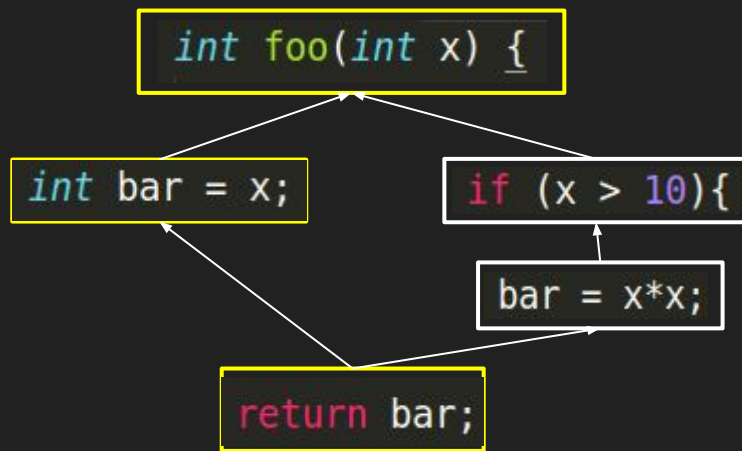 int foo(int x) {
int bar = x;
if (x > 10){
bar = x*x;
return bar;